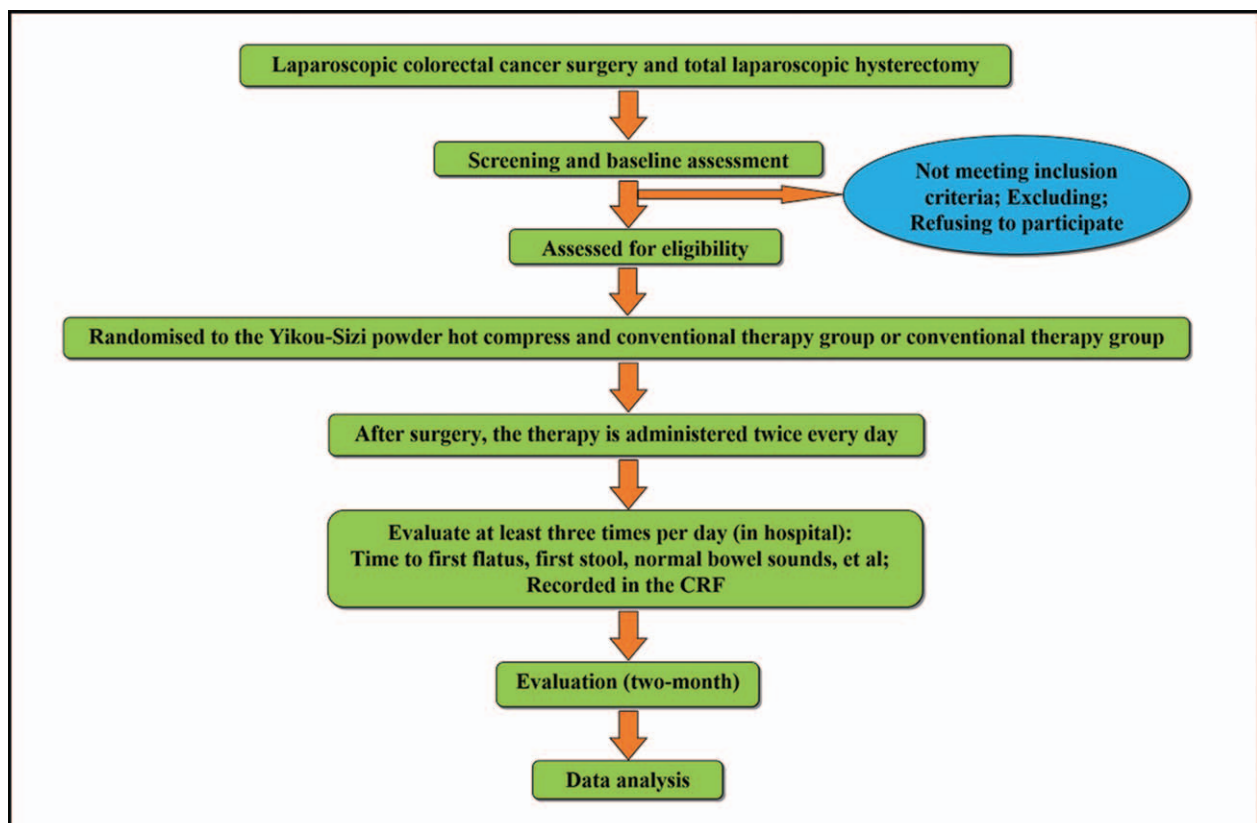 Laparoscopic colorectal cancer surgery and total laparoscopic hysterectomy
Screening and baseline assessment
Not meeting inclusion
criteria; Excluding;
Refusing to participate
Assessed for eligibility
Randomised to the Yikou-Sizi powder hot compress and conventional therapy group or conventional therapy group
After surgery, the therapy is administered twice every day
Evaluate at least three times per day (in hospital):
Time to first flatus, first stool, normal bowel sounds, et al;
Recorded in the CRF
Evaluation (two-month)
Data analysis